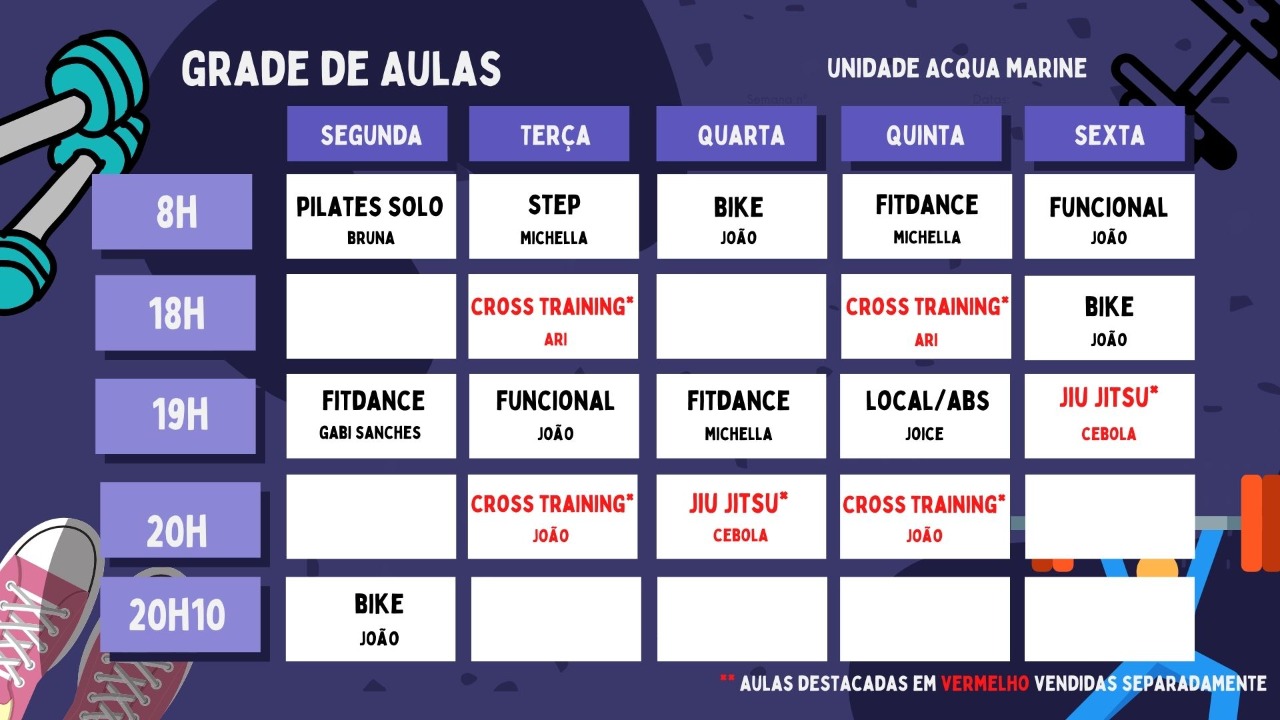 GRADE DE AULAS
UNIDADE ACQUA MARINE
Semana nº
Data:
SEGUNDA TERÇA QUARTA QUINTA SEXTA
8H
PILATES SOLO STEP BIKE FITDANCE FUNCIONAL
BRUNA MICHELLA JOÃO MICHELLA JOÃO
18H
CROSS TRAINING* CROSS TRAINING* BIKE
ARI ARI JOÃO
19H
FITDANCE FUNCIONAL FITDANCE LOCAL/ABS JIU JITSU*
GABI SANCHES JOÃO MICHELLA JOICE CEBOLA
20H
CROSS TRAINING* JIU JITSU* CROSS TRAINING*
JOÃO CEBOLA JOÃO
20H10
BIKE
JOÃO
** AULAS DESTACADAS EM VERMELHO VENDIDAS SEPARADAMENTE